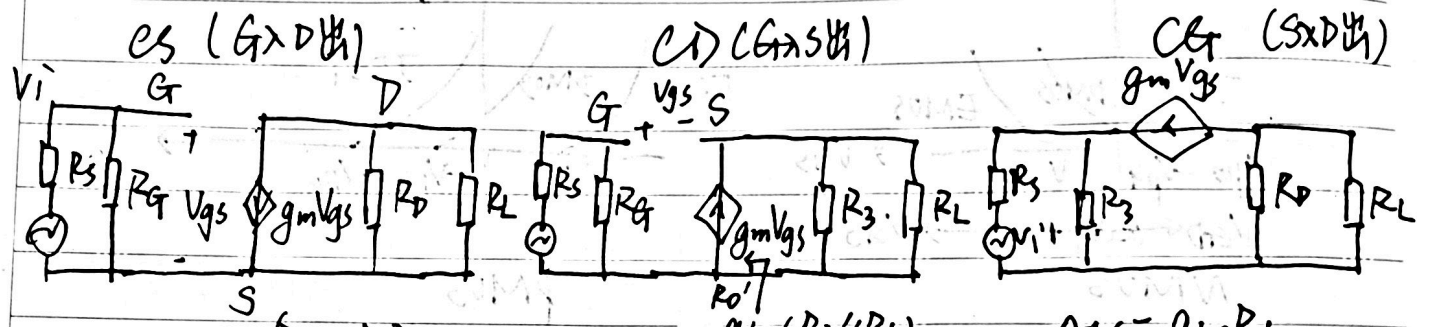 CS (G入D出)
CD (G入S出)
CG (S入D出)
Vi
G
+
Vgs
Rs
RG
gmVgs
D
RD
RL
S
G
+
Vgs
-
S
Rs
RG
gmVgs
R3
RL
Ro'
gmVgs
Rs
Vi
+
R3
RD
RL